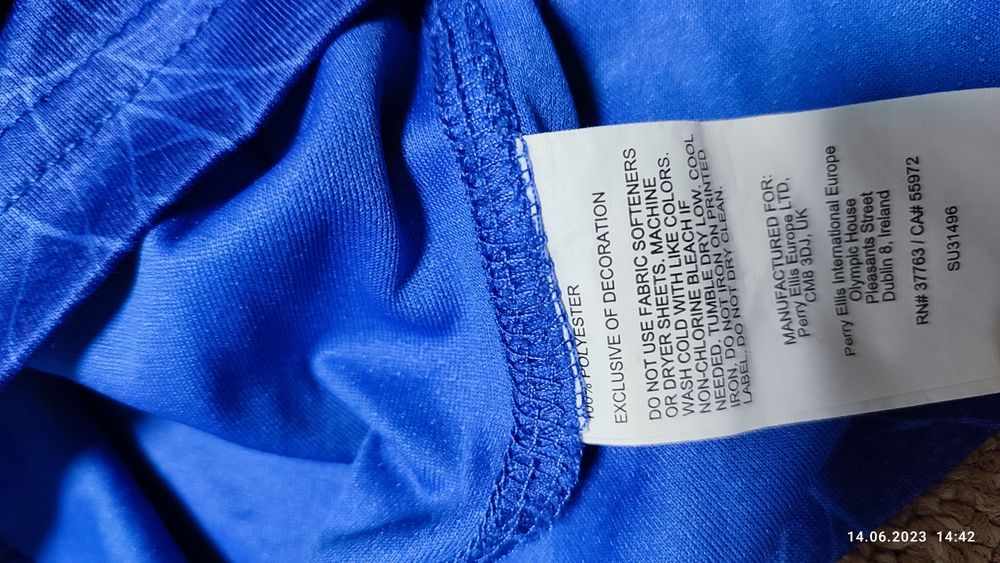 100% POLYESTER
EXCLUSIVE OF DECORATION
DO NOT USE FABRIC SOFTENERS
OR DRYER SHEETS. MACHINE
WASH COLD WITH LIKE COLORS.
NON-CHLORINE BLEACH IF
NEEDED. TUMBLE DRY LOW. COOL
IRON, DO NOT IRON ON PRINTED
LABEL, DO NOT DRY CLEAN.
MANUFACTURED FOR:
Perry Ellis Europe LTD,
CM8 3DJ, UK
Perry Ellis International Europe
Olympic House
Pleasants Street
Dublin 8, Ireland
RN# 37763 / CA# 55972
SU31496
14.06.2023 14:42